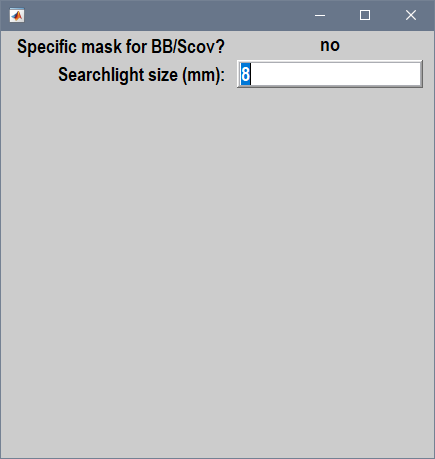 Specific mask for BB/Scov? no
Searchlight size (mm): 8